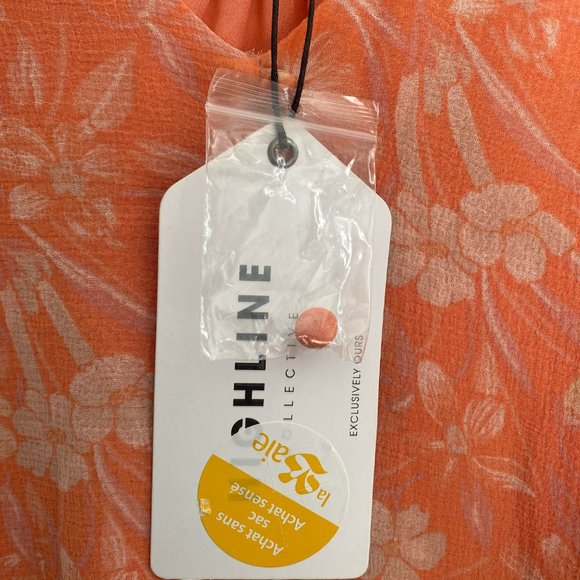 HIGHLINE
COLLECTIVE
EXCLUSIVELY OURS
la Baie
Achat sans
sac
Achat sensé